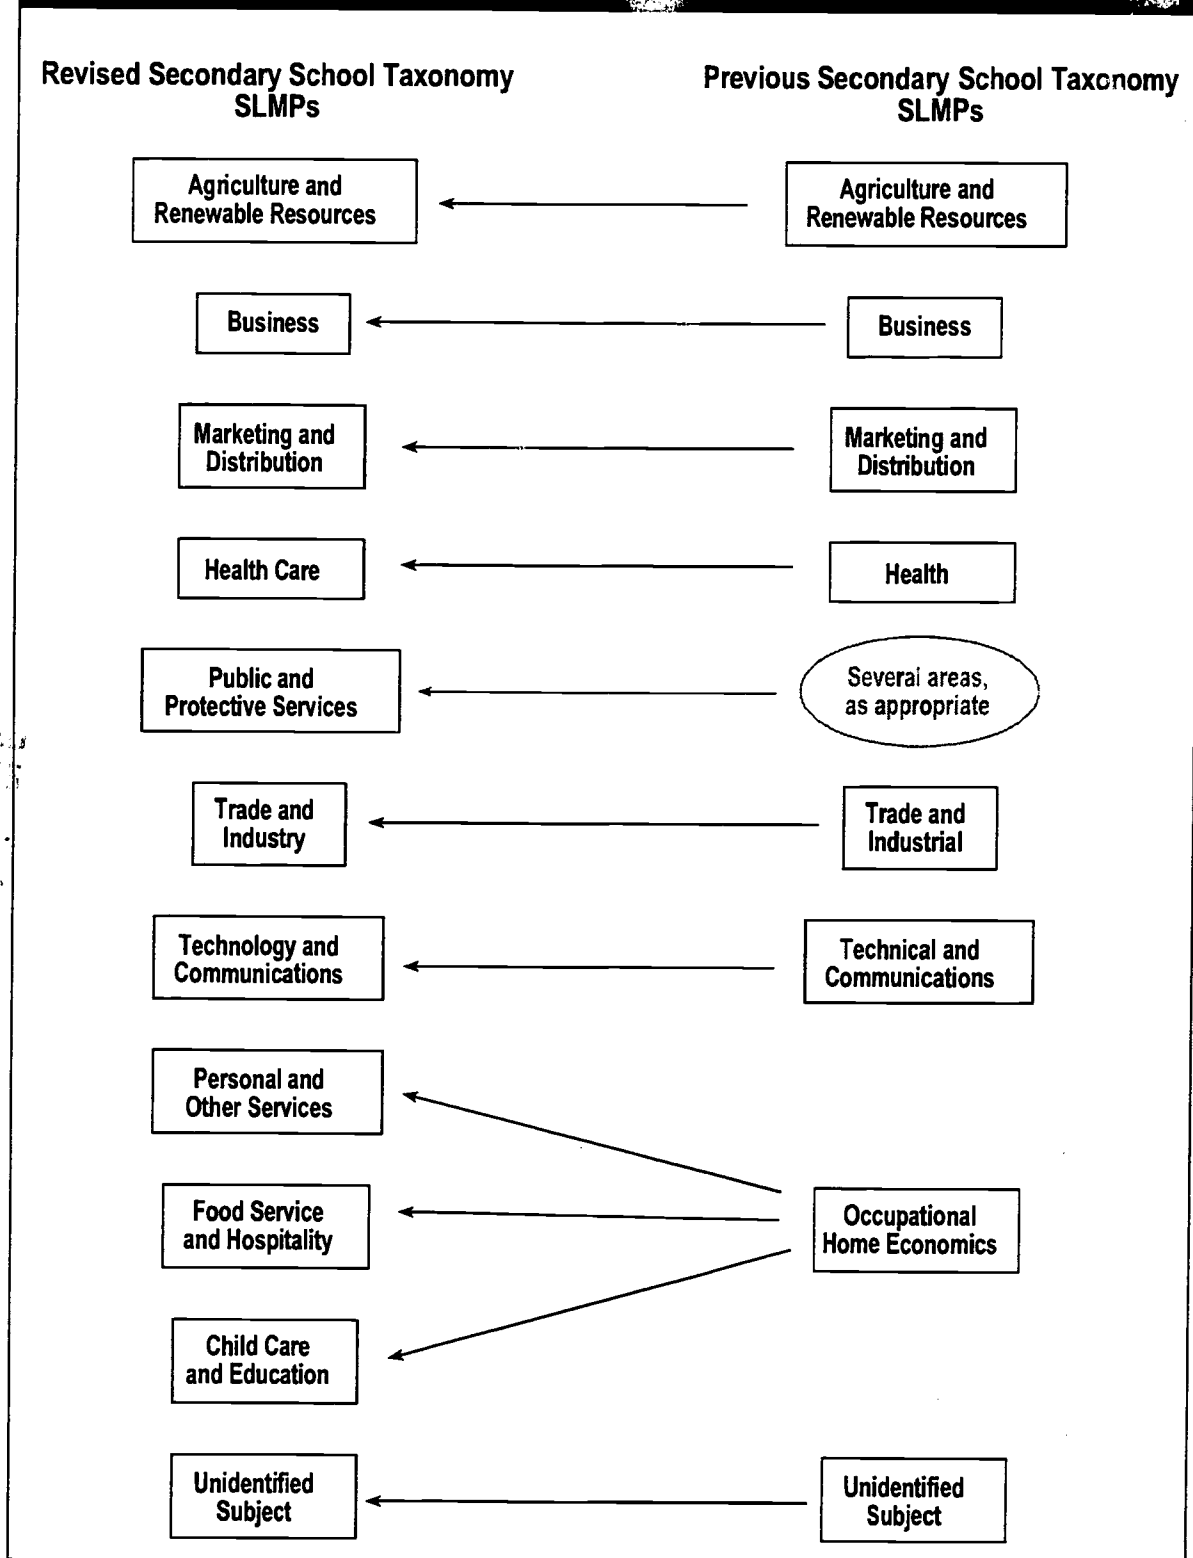 Revised Secondary School Taxonomy
SLMPs
Previous Secondary School Taxonomy
SLMPs
Agriculture and
Renewable Resources
Agriculture and
Renewable Resources
Business
Business
Marketing and
Distribution
Marketing and
Distribution
Health Care
Health
Public and
Protective Services
Several areas,
as appropriate
Trade and
Industry
Trade and
Industrial
Technology and
Communications
Technical and
Communications
Personal and
Other Services
Food Service
and Hospitality
Occupational
Home Economics
Child Care
and Education
Unidentified
Subject
Unidentified
Subject